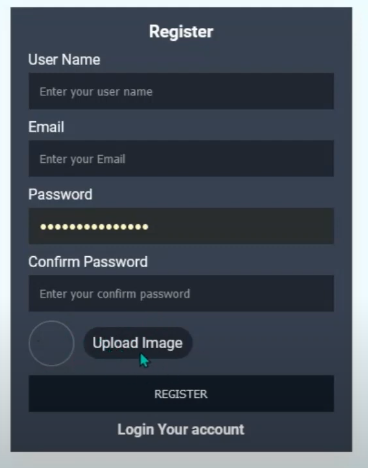 Register
User Name
Enter your user name
Email
Enter your Email
Password
•••••••••••••••
Confirm Password
Enter your confirm password
Upload Image
REGISTER
Login Your account